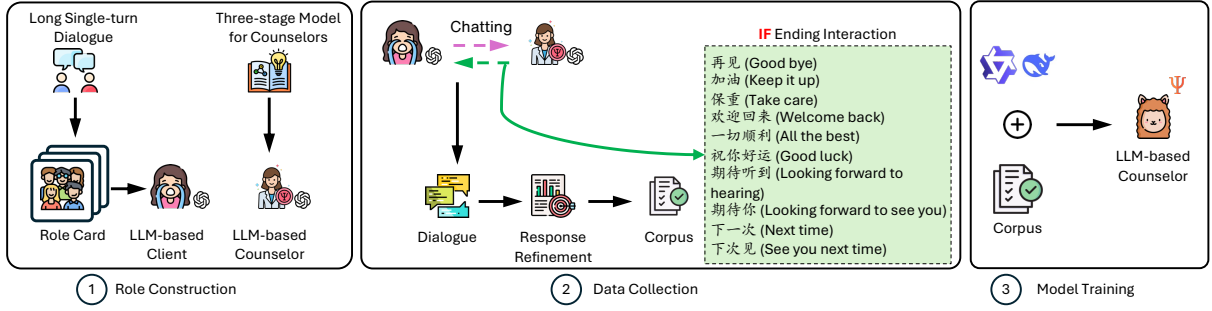 Long Single-turn
Dialogue
Three-stage Model
for Counselors
Role Card
LLM-based
Client
LLM-based
Counselor
1 Role Construction
Chatting
Dialogue
Response
Refinement
Corpus
IF Ending Interaction
再见 (Good bye)
加油 (Keep it up)
保重 (Take care)
欢迎回来 (Welcome back)
一切顺利 (All the best)
祝你好运 (Good luck)
期待听到 (Looking forward to
hearing)
期待你 (Looking forward to see you)
下一次 (Next time)
下次见 (See you next time)
2 Data Collection
Ψ
LLM-based
Counselor
Corpus
3 Model Training